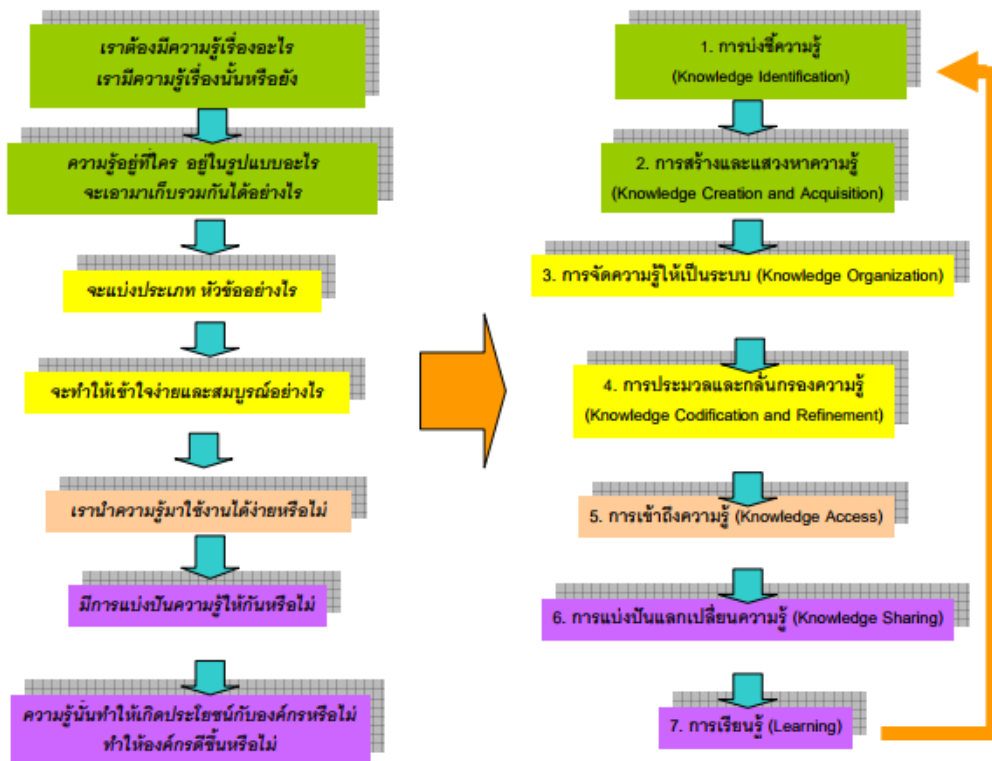 เราต้องมีความรู้เรื่องอะไร
เรามีความรู้เรื่องนั้นหรือยัง
ความรู้อยู่ที่ใคร อยู่ในรูปแบบอะไร
จะเอามาเก็บรวมกันได้อย่างไร
จะแบ่งประเภท หัวข้ออย่างไร
จะทำให้เข้าใจง่ายและสมบูรณ์อย่างไร
เรานำความรู้มาใช้งานได้ง่ายหรือไม่
มีการแบ่งปันความรู้ให้กันหรือไม่
ความรู้นั้นทำให้เกิดประโยชน์กับองค์กรหรือไม่
ทำให้องค์กรดีขึ้นหรือไม่
1. การบ่งชี้ความรู้
(Knowledge Identification)
2. การสร้างและแสวงหาความรู้
(Knowledge Creation and Acquisition)
3. การจัดความรู้ให้เป็นระบบ (Knowledge Organization)
4. การประมวลและกลั่นกรองความรู้
(Knowledge Codification and Refinement)
5. การเข้าถึงความรู้ (Knowledge Access)
6. การแบ่งปันแลกเปลี่ยนความรู้ (Knowledge Sharing)
7. การเรียนรู้ (Learning)